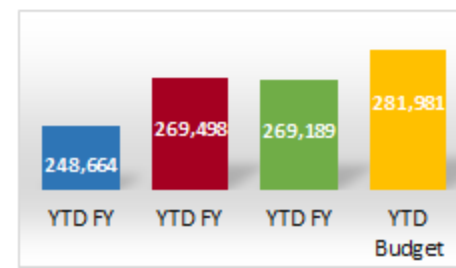 281,981
269,498
269,189
248,664
YTD FY
YTD FY
YTD FY
YTD
Budget